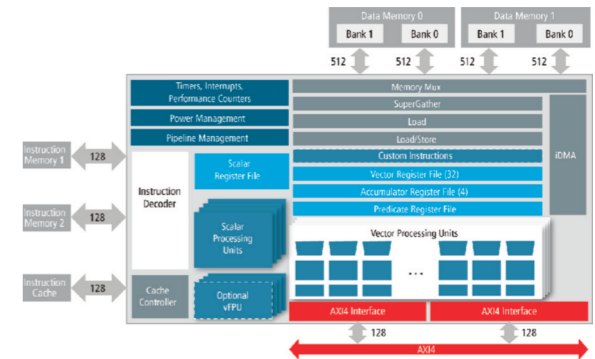 Data Memory 0
Data Memory 1
Bank 1
Bank 0
Bank 1
Bank 0
512
512
512
512
Timers, Interrupts,
Performance Counters
Power Management
Pipeline Management
Memory Mux
SuperGather
Load
Load/Store
iDMA
Custom Instructions
Vector Register File (32)
Accumulator Register File (4)
Predicate Register File
Instruction
Memory 1
128
Instruction
Memory 2
128
Instruction
Cache
128
Instruction
Decoder
Scalar
Register File
Scalar
Processing
Units
Cache
Controller
Optional
vFPU
Vector Processing Units
...
AXI4 Interface
AXI4 Interface
128
128
AXI4